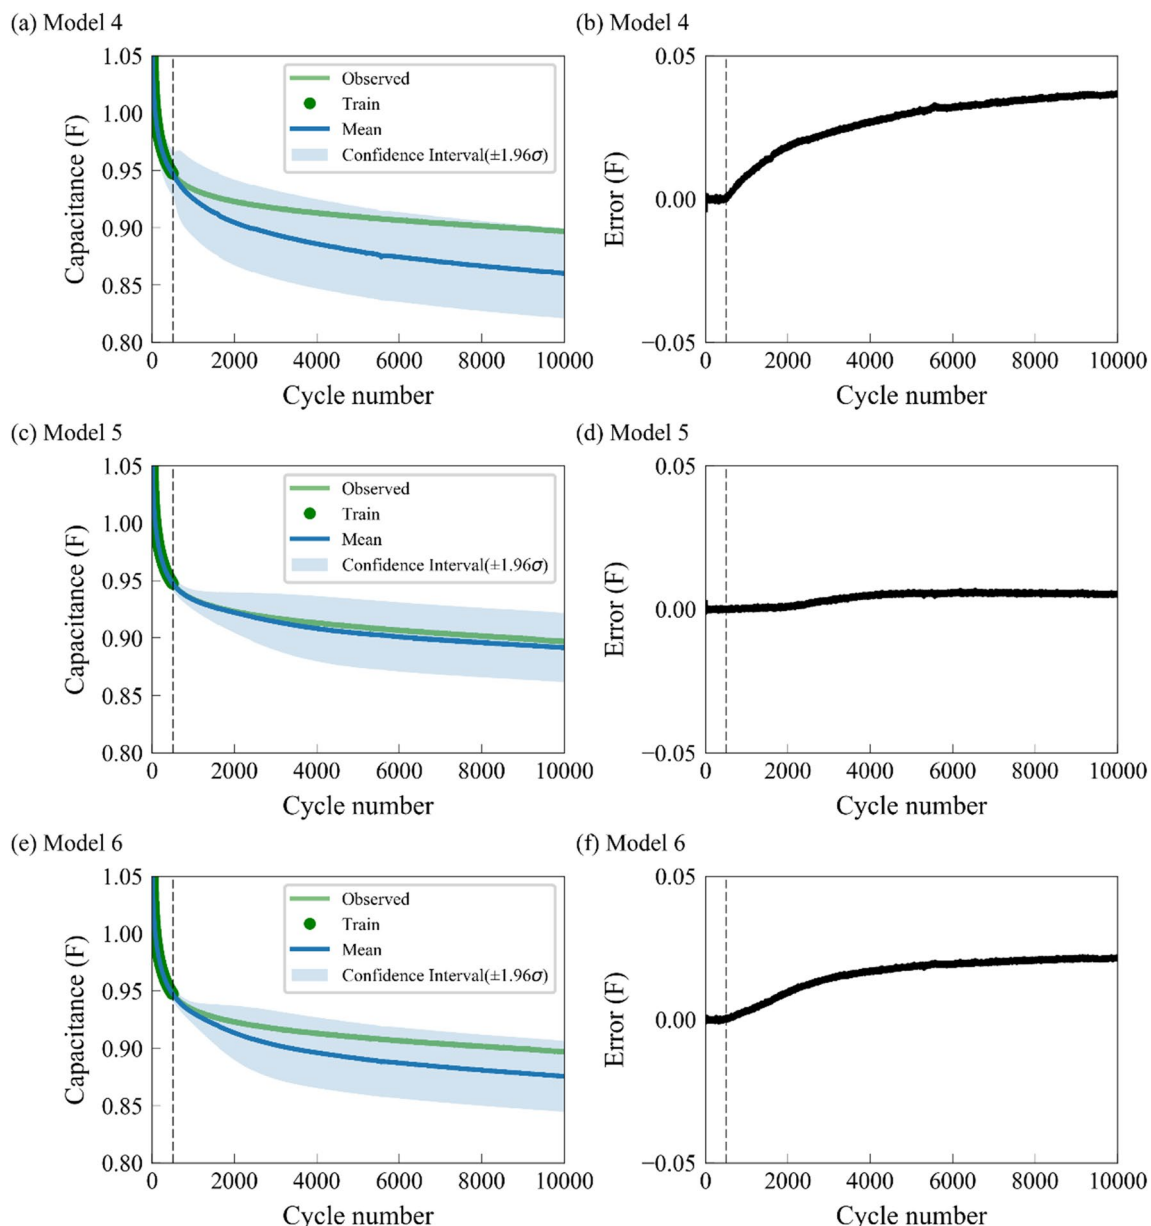 (a) Model 4
(b) Model 4
1.05
1.00
0.95
0.90
0.85
0.80
Capacitance (F)
Observed
Train
Mean
Confidence Interval(±1.96σ)
0 2000 4000 6000 8000 10000
Cycle number
0.05
0.00
−0.05
Error (F)
0 2000 4000 6000 8000 10000
Cycle number
(c) Model 5
(d) Model 5
1.05
1.00
0.95
0.90
0.85
0.80
Capacitance (F)
Observed
Train
Mean
Confidence Interval(±1.96σ)
0 2000 4000 6000 8000 10000
Cycle number
0.05
0.00
−0.05
Error (F)
0 2000 4000 6000 8000 10000
Cycle number
(e) Model 6
(f) Model 6
1.05
1.00
0.95
0.90
0.85
0.80
Capacitance (F)
Observed
Train
Mean
Confidence Interval(±1.96σ)
0 2000 4000 6000 8000 10000
Cycle number
0.05
0.00
−0.05
Error (F)
0 2000 4000 6000 8000 10000
Cycle number